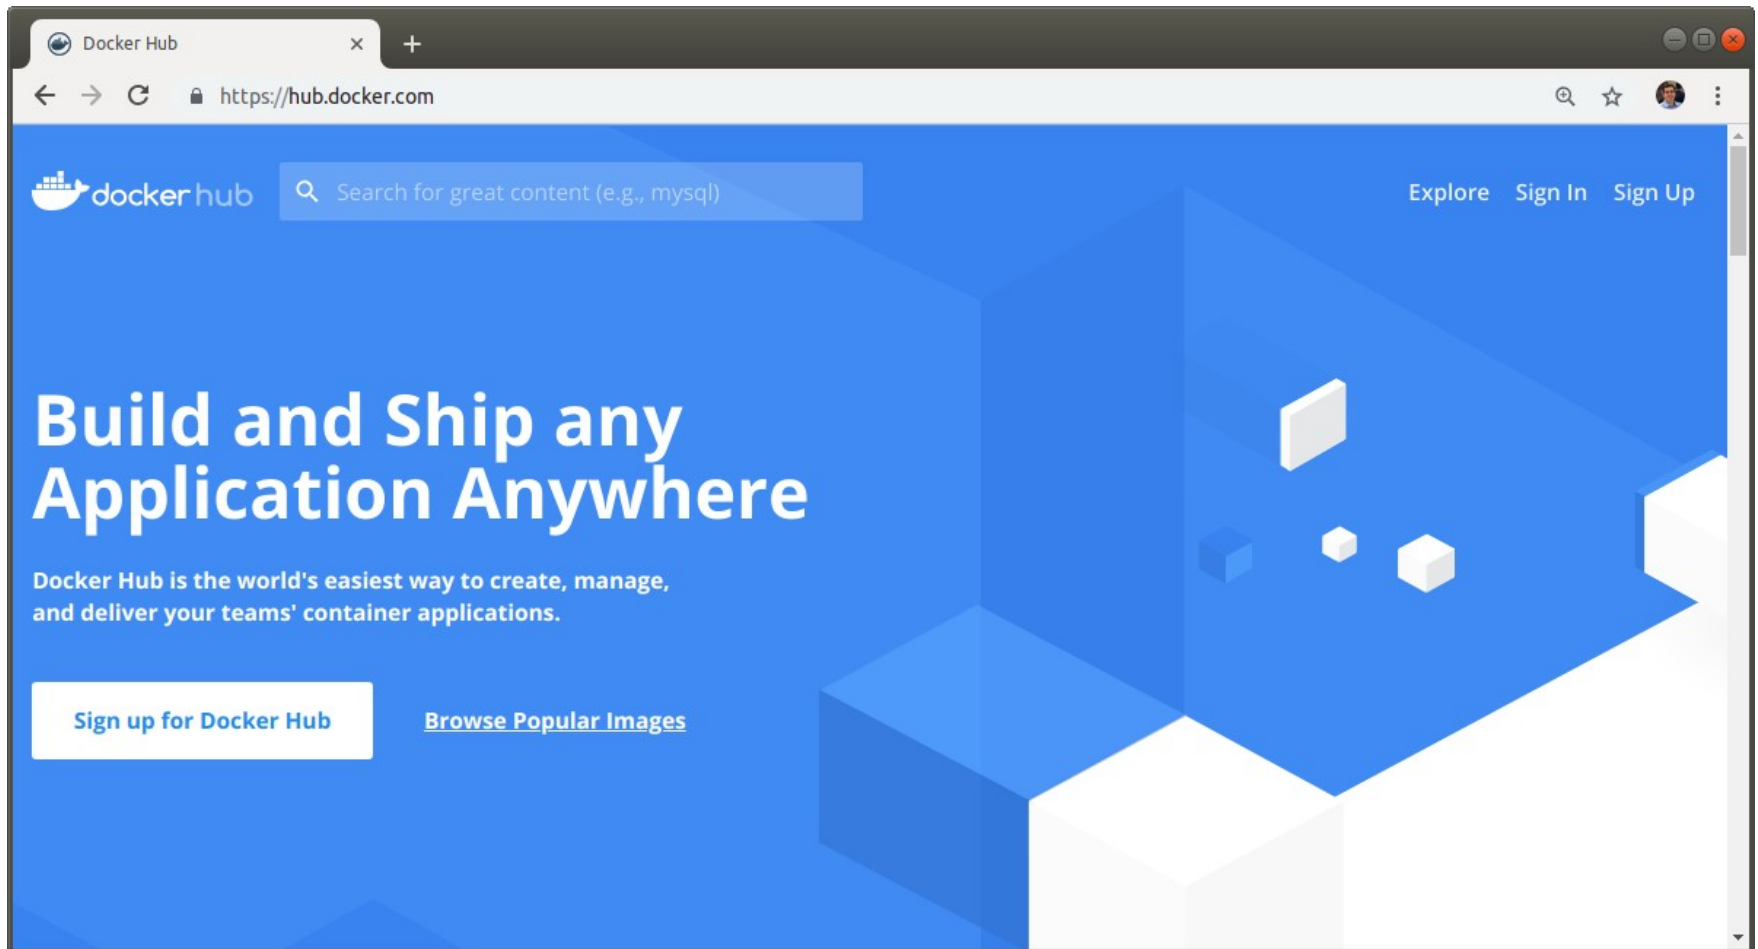 Docker Hub
https://hub.docker.com
docker hub
Search for great content (e.g., mysql)
Explore Sign In Sign Up
Build and Ship any
Application Anywhere
Docker Hub is the world's easiest way to create, manage,
and deliver your teams' container applications.
Sign up for Docker Hub
Browse Popular Images